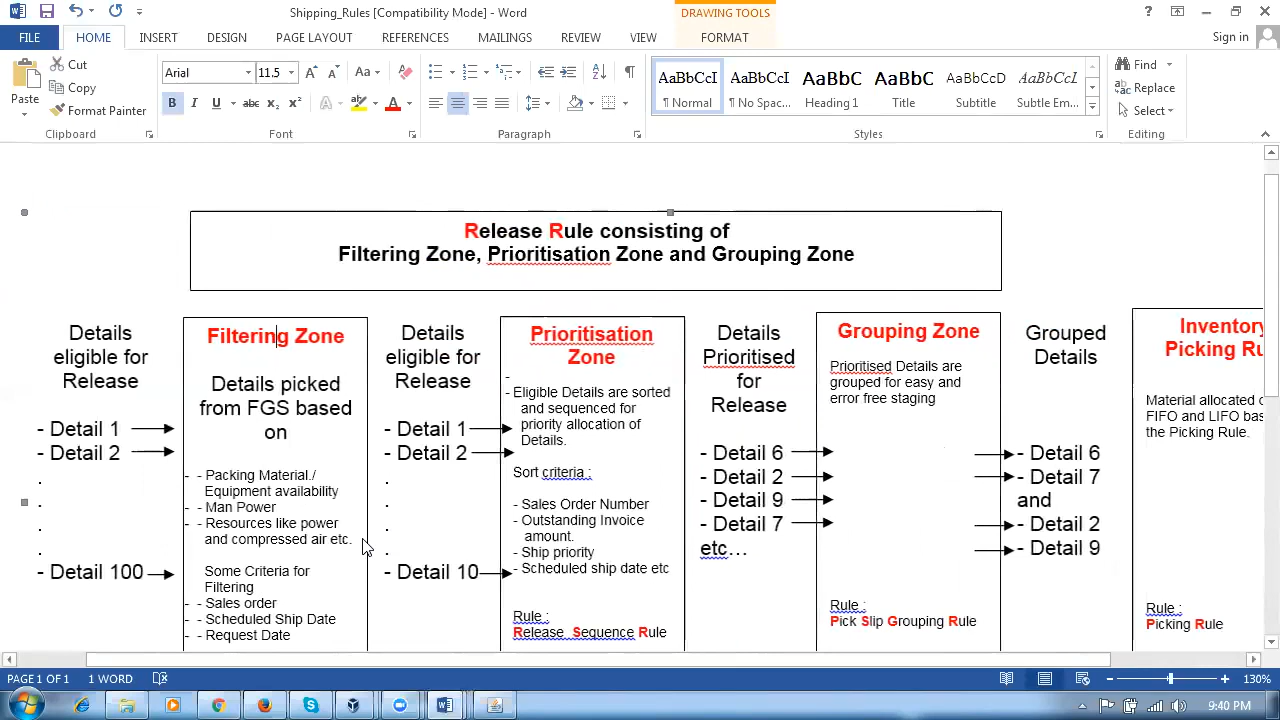 Shipping_Rules [Compatibility Mode] - Word
DRAWING TOOLS
FILE
HOME
INSERT
DESIGN
PAGE LAYOUT
REFERENCES
MAILINGS
REVIEW
VIEW
FORMAT
Sign in
Paste
Cut
Copy
Format Painter
Clipboard
Arial
11.5
Font
Paragraph
AaBbCcI
¶ Normal
AaBbCcI
¶ No Spac...
AaBbC
Heading 1
AaBbC
Title
AaBbCcD
Subtitle
AaBbCcI
Subtle Em...
Styles
Find
Replace
Select
Editing
Release Rule consisting of
Filtering Zone, Prioritisation Zone and Grouping Zone
Details
eligible for
Release
- Detail 1
- Detail 2
.
.
.
.
- Detail 100
Filtering Zone
Details picked
from FGS based
on
- - Packing Material./
Equipment availability
- - Man Power
- - Resources like power
and compressed air etc.
Some Criteria for
Filtering
- - Sales order
- - Scheduled Ship Date
- - Request Date
Details
eligible for
Release
- Detail 1
- Detail 2
.
.
.
.
- Detail 10
Prioritisation
Zone
-
- Eligible Details are sorted
and sequenced for
priority allocation of
Details.
Sort criteria :
- Sales Order Number
- Outstanding Invoice
amount.
- Ship priority
- Scheduled ship date etc
Rule :
Release Sequence Rule
Details
Prioritised
for
Release
- Detail 6
- Detail 2
- Detail 9
- Detail 7
etc…
Grouping Zone
Prioritised Details are
grouped for easy and
error free staging
Rule :
Pick Slip Grouping Rule
Grouped
Details
- Detail 6
- Detail 7
and
- Detail 2
- Detail 9
Inventory
Picking Ru
Material allocated
FIFO and LIFO ba
the Picking Rule.
Rule :
Picking Rule
PAGE 1 OF 1
1 WORD
130%
9:40 PM